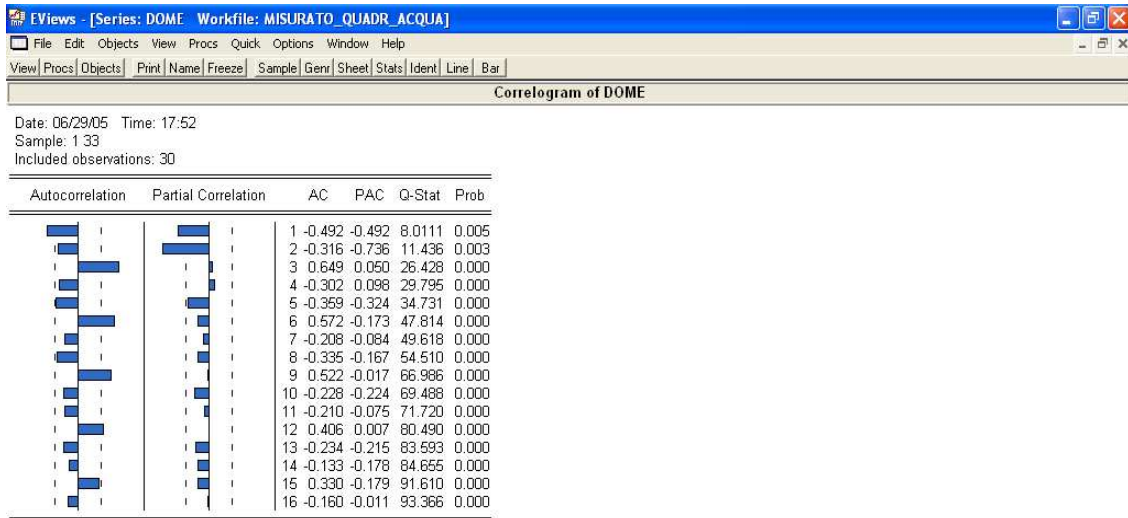 EViews - [Series: DOME Workfile: MISURATO_QUADR_ACQUA]
File Edit Objects View Procs Quick Options Window Help
View Procs Objects Print Name Freeze Sample Genr Sheet Stats Ident Line Bar
Correlogram of DOME
Date: 06/29/05 Time: 17:52
Sample: 1 33
Included observations: 30
Autocorrelation Partial Correlation AC PAC Q-Stat Prob
1 -0.492 -0.492 8.0111 0.005
2 -0.316 -0.736 11.436 0.003
3 0.649 0.050 26.428 0.000
4 -0.302 0.098 29.795 0.000
5 -0.359 -0.324 34.731 0.000
6 0.572 -0.173 47.814 0.000
7 -0.208 -0.084 49.618 0.000
8 -0.335 -0.167 54.510 0.000
9 0.522 -0.017 66.986 0.000
10 -0.228 -0.224 69.488 0.000
11 -0.210 -0.075 71.720 0.000
12 0.406 0.007 80.490 0.000
13 -0.234 -0.215 83.593 0.000
14 -0.133 -0.178 84.655 0.000
15 0.330 -0.179 91.610 0.000
16 -0.160 -0.011 93.366 0.000